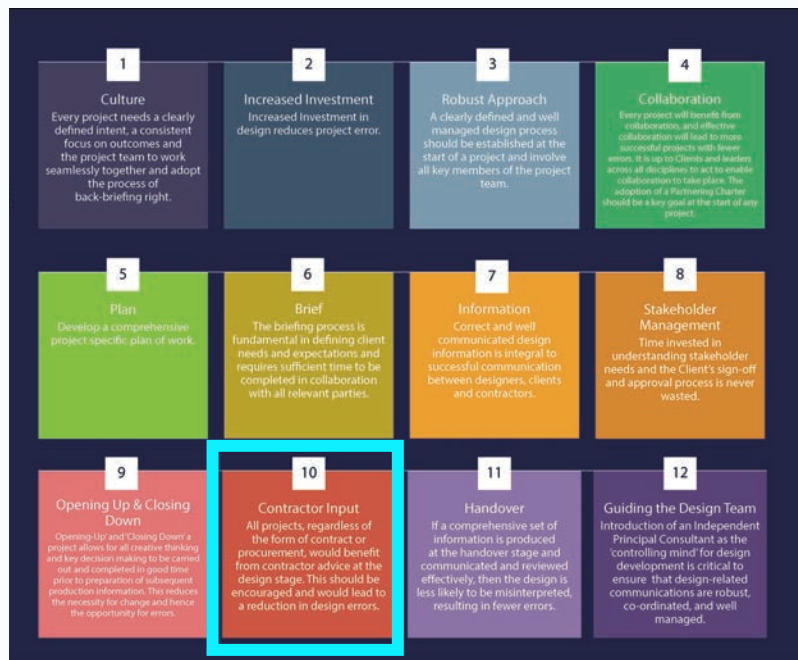 1
Culture
Every project needs a clearly
defined intent, a consistent
focus on outcomes and
the project team to work
seamlessly together and adopt
the process of
back-briefing right.
2
Increased Investment
Increased Investment in
design reduces project error.
3
Robust Approach
A clearly defined and well
managed design process
should be established at the
start of a project and involve
all key members of the project
team.
4
Collaboration
Every project will benefit from
collaboration, and effective
collaboration will lead to more
successful projects with fewer
errors. It is up to Clients and leaders
across all disciplines to act to enable
collaboration to take place. The
adoption of a Partnering Charter
should be a key goal at the start of any
project.
5
Plan
Develop a comprehensive
project specific plan of work.
6
Brief
The briefing process is
fundamental in defining client
needs and expectations and
requires sufficient time to be
completed in collaboration
with all relevant parties.
7
Information
Correct and well
communicated design
information is integral to
successful communication
between designers, clients
and contractors.
8
Stakeholder
Management
Time invested in
understanding stakeholder
needs and the Client's sign-off
and approval process is never
wasted.
9
Opening Up & Closing
Down
Opening-Up' and 'Closing Down' a
project allows for all creative thinking
and key decision making to be carried
out and completed in good time
prior to preparation of subsequent
production information. This reduces
the necessity for change and hence
the opportunity for errors.
10
Contractor Input
All projects, regardless of
the form of contract or
procurement, would benefit
from contractor advice at the
design stage. This should be
encouraged and would lead to
a reduction in design errors.
11
Handover
If a comprehensive set of
information is produced
at the handover stage and
communicated and reviewed
effectively, then the design is
less likely to be misinterpreted,
resulting in fewer errors.
12
Guiding the Design Team
Introduction of an Independent
Principal Consultant as the
'controlling mind' for design
development is critical to
ensure that design-related
communications are robust,
co-ordinated, and well
managed.